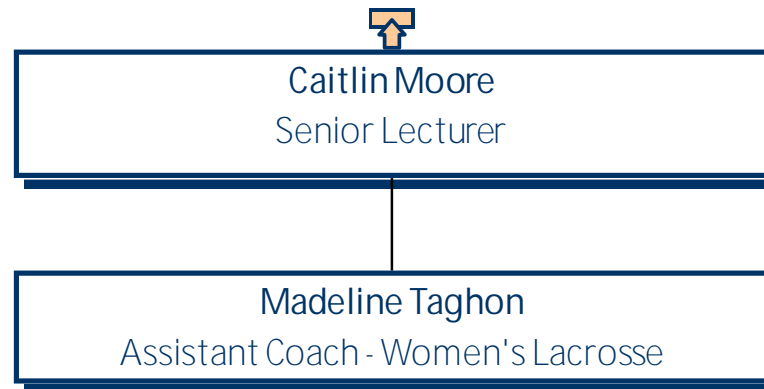 Caitlin Moore
Senior Lecturer
Madeline Taghon
Assistant Coach - Women's Lacrosse